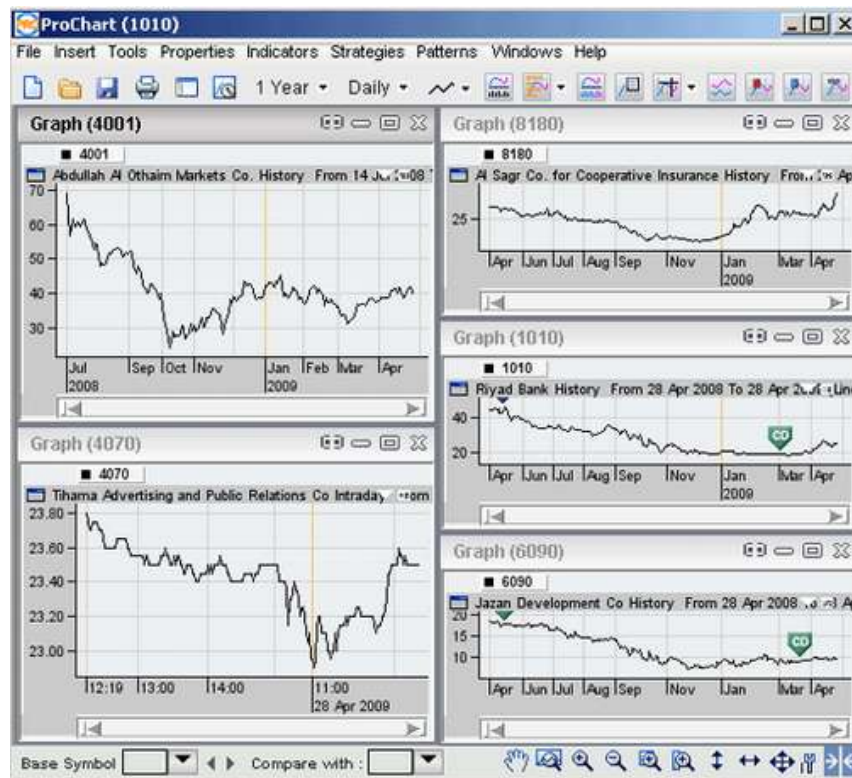 ProChart (1010)
File Insert Tools Properties Indicators Strategies Patterns Windows Help
1 Year Daily
Graph (4001)
4001
Abdullah Al Othaim Markets Co. History From 14
70
60
50
40
30
Jul Sep Oct Nov Jan Feb Mar Apr
2008 2009
Graph (4070)
4070
Tihama Advertising and Public Relations Co Intraday
23.80
23.60
23.40
23.20
23.00
12:19 13:00 14:00 11:00
28 Apr 2009
Graph (8180)
8180
Al Sagr Co. for Cooperative Insurance History
25
Apr Jun Jul Aug Sep Nov Jan Mar Apr
2009
Graph (1010)
1010
Riyad Bank History From 28 Apr 2008 To 28 Apr
40
20
CD
Apr Jun Jul Aug Sep Nov Jan Mar Apr
2009
Graph (6090)
6090
Jazan Development Co History From 28 Apr 2008
20
10
CD
Apr Jun Jul Aug Sep Nov Jan Mar Apr
Base Symbol Compare with :